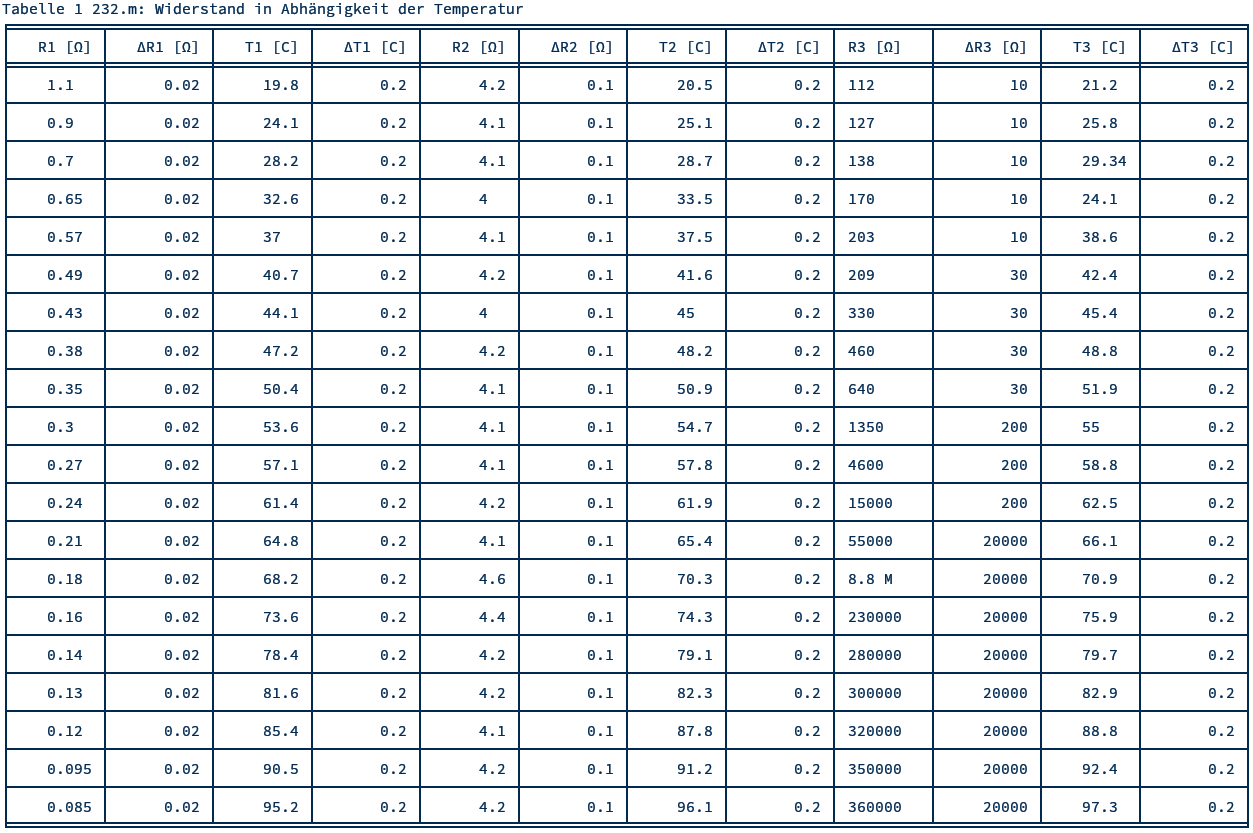 Tabelle 1 232.m: Widerstand in Abhängigkeit der Temperatur
R1 [Ω] ΔR1 [Ω] T1 [C] ΔT1 [C] R2 [Ω] ΔR2 [Ω] T2 [C] ΔT2 [C] R3 [Ω] ΔR3 [Ω] T3 [C] ΔT3 [C]
1.1 0.02 19.8 0.2 4.2 0.1 20.5 0.2 112 10 21.2 0.2
0.9 0.02 24.1 0.2 4.1 0.1 25.1 0.2 127 10 25.8 0.2
0.7 0.02 28.2 0.2 4.1 0.1 28.7 0.2 138 10 29.34 0.2
0.65 0.02 32.6 0.2 4 0.1 33.5 0.2 170 10 24.1 0.2
0.57 0.02 37 0.2 4.1 0.1 37.5 0.2 203 10 38.6 0.2
0.49 0.02 40.7 0.2 4.2 0.1 41.6 0.2 209 30 42.4 0.2
0.43 0.02 44.1 0.2 4 0.1 45 0.2 330 30 45.4 0.2
0.38 0.02 47.2 0.2 4.2 0.1 48.2 0.2 460 30 48.8 0.2
0.35 0.02 50.4 0.2 4.1 0.1 50.9 0.2 640 30 51.9 0.2
0.3 0.02 53.6 0.2 4.1 0.1 54.7 0.2 1350 200 55 0.2
0.27 0.02 57.1 0.2 4.1 0.1 57.8 0.2 4600 200 58.8 0.2
0.24 0.02 61.4 0.2 4.2 0.1 61.9 0.2 15000 200 62.5 0.2
0.21 0.02 64.8 0.2 4.1 0.1 65.4 0.2 55000 20000 66.1 0.2
0.18 0.02 68.2 0.2 4.6 0.1 70.3 0.2 8.8 M 20000 70.9 0.2
0.16 0.02 73.6 0.2 4.4 0.1 74.3 0.2 230000 20000 75.9 0.2
0.14 0.02 78.4 0.2 4.2 0.1 79.1 0.2 280000 20000 79.7 0.2
0.13 0.02 81.6 0.2 4.2 0.1 82.3 0.2 300000 20000 82.9 0.2
0.12 0.02 85.4 0.2 4.1 0.1 87.8 0.2 320000 20000 88.8 0.2
0.095 0.02 90.5 0.2 4.2 0.1 91.2 0.2 350000 20000 92.4 0.2
0.085 0.02 95.2 0.2 4.2 0.1 96.1 0.2 360000 20000 97.3 0.2